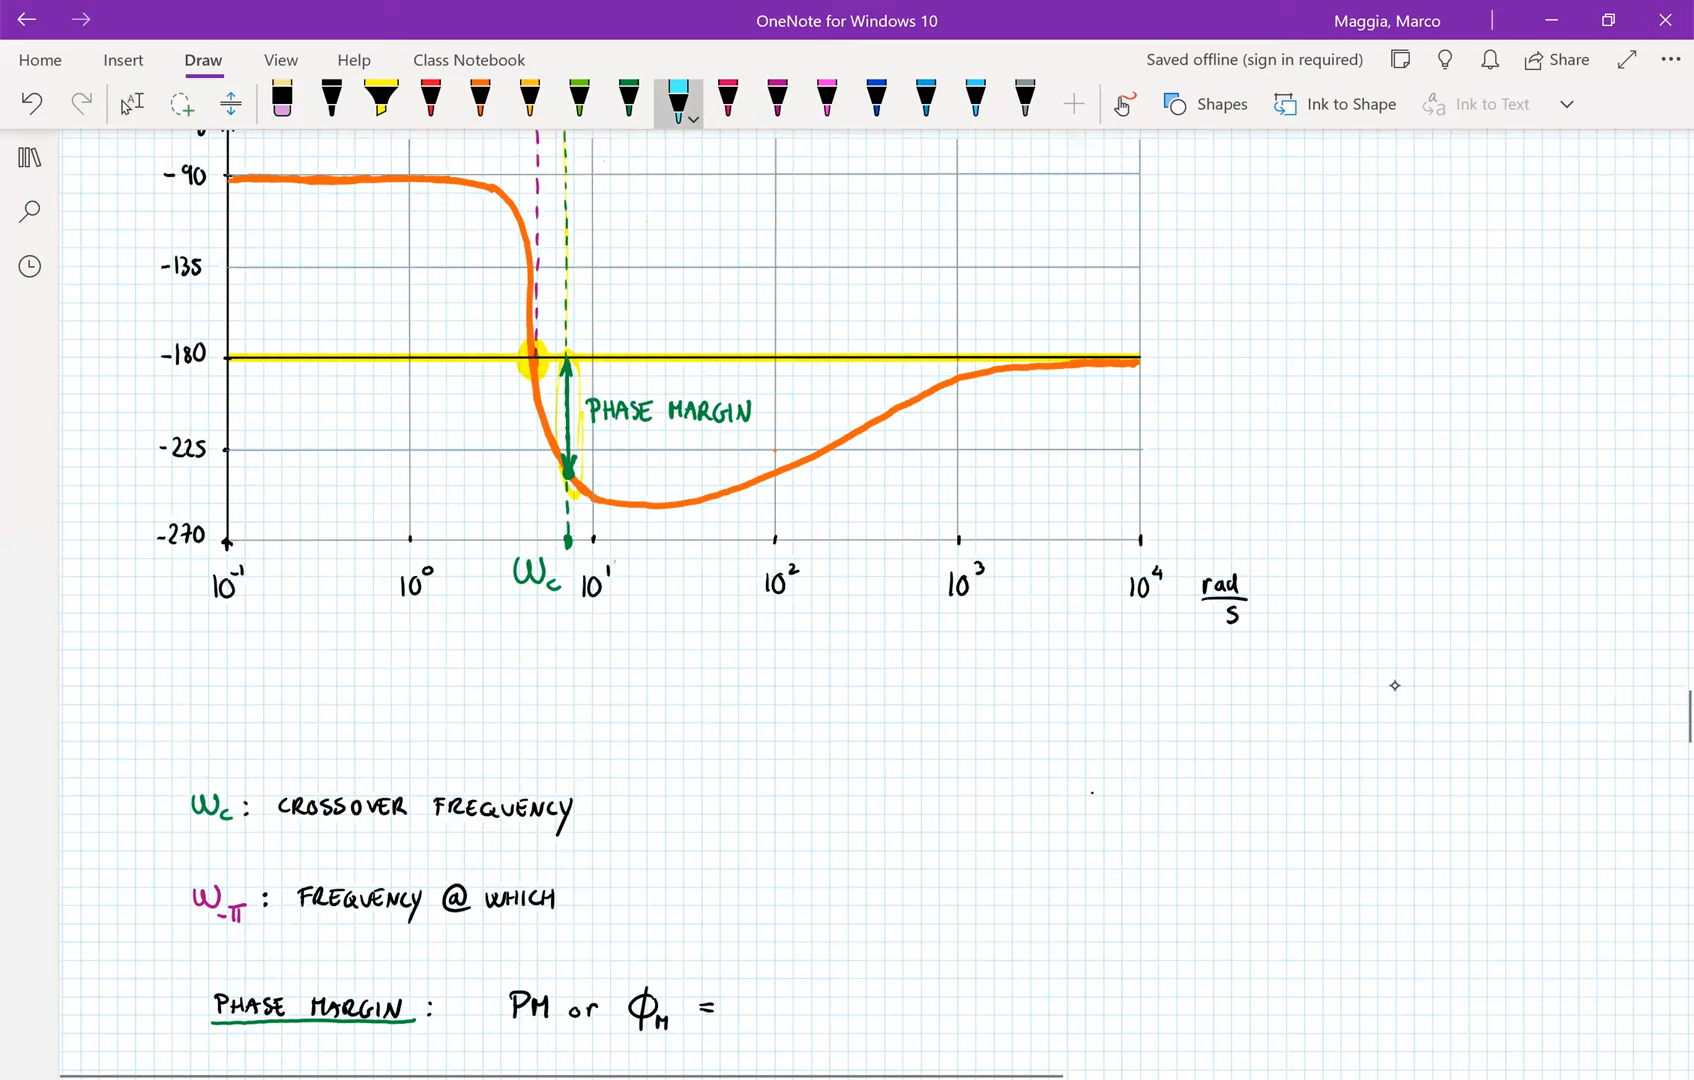 OneNote for Windows 10
Maggia, Marco
Home Insert Draw View Help Class Notebook
Saved offline (sign in required) Share
Shapes Ink to Shape Ink to Text
-90
-135
-180
PHASE MARGIN
-225
-270
ωc
10⁻¹ 10⁰ 10¹ 10² 10³ 10⁴ rad/s
ωc : CROSSOVER FREQUENCY
ω-π : FREQUENCY @ WHICH
PHASE MARGIN : PM or ϕM =